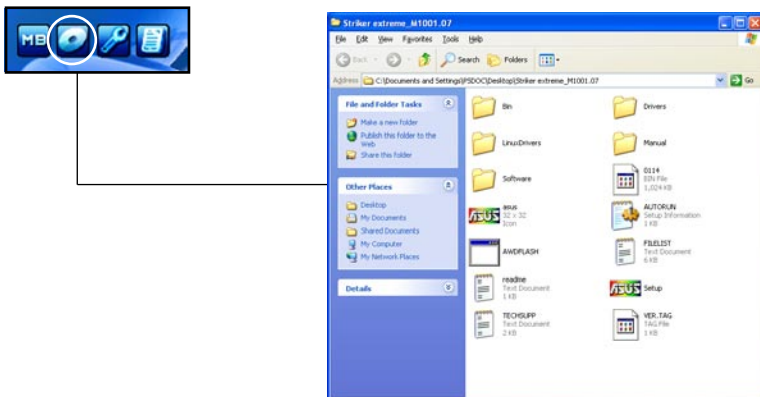 MB
Striker extreme_M1001.07
File Edit View Favorites Tools Help
Back Search Folders
Address C:\Documents and Settings\PSDOC\Desktop\Striker extreme_M1001.07 Go
File and Folder Tasks
Make a new folder
Publish this folder to the
Web
Share this folder
Other Places
Desktop
My Documents
Shared Documents
My Computer
My Network Places
Details
Bin
Drivers
LinuxDrivers
Manual
Software
0114
BIN File
1,024 KB
ASUS
asus
32 x 32
Icon
AUTORUN
Setup Information
1 KB
AWDFLASH
FILELIST
Text Document
6 KB
readme
Text Document
1 KB
ASUS
Setup
TECHSUPP
Text Document
2 KB
VER.TAG
TAG File
1 KB